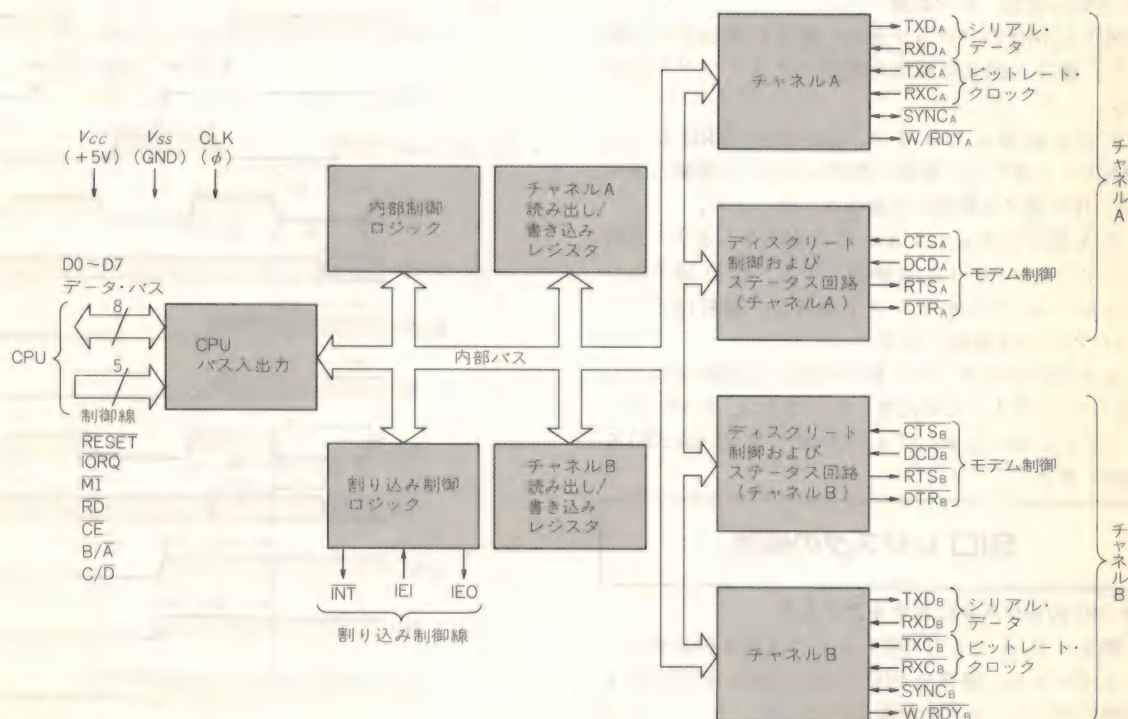 Vcc
(+5V)
Vss
(GND)
CLK
(φ)
D0～D7
データ・バス
8
CPU
5
制御線
RESET
IORQ
MI
RD
CE
B/A
C/D
CPU
バス入出力
内部制御
ロジック
チャネルA
読み出し/
書き込み
レジスタ
内部バス
割り込み制御
ロジック
チャネルB
読み出し/
書き込み
レジスタ
INT IEI IEO
割り込み制御線
チャネルA
TXDA
RXDA
シリアル・
データ
TXCA
RXCA
ビットレート・
クロック
SYNCA
W/RDYA
ディスクリート
制御および
ステータス回路
(チャネルA)
CTSA
DCDA
RTSA
DTRA
モデム制御
チャネルA
ディスクリート
制御および
ステータス回路
(チャネルB)
CTSB
DCDB
RTSB
DTRB
モデム制御
チャネルB
TXDB
RXDB
シリアル・
データ
TXCB
RXCB
ビットレート・
クロック
SYNCB
W/RDYB
チャネルB